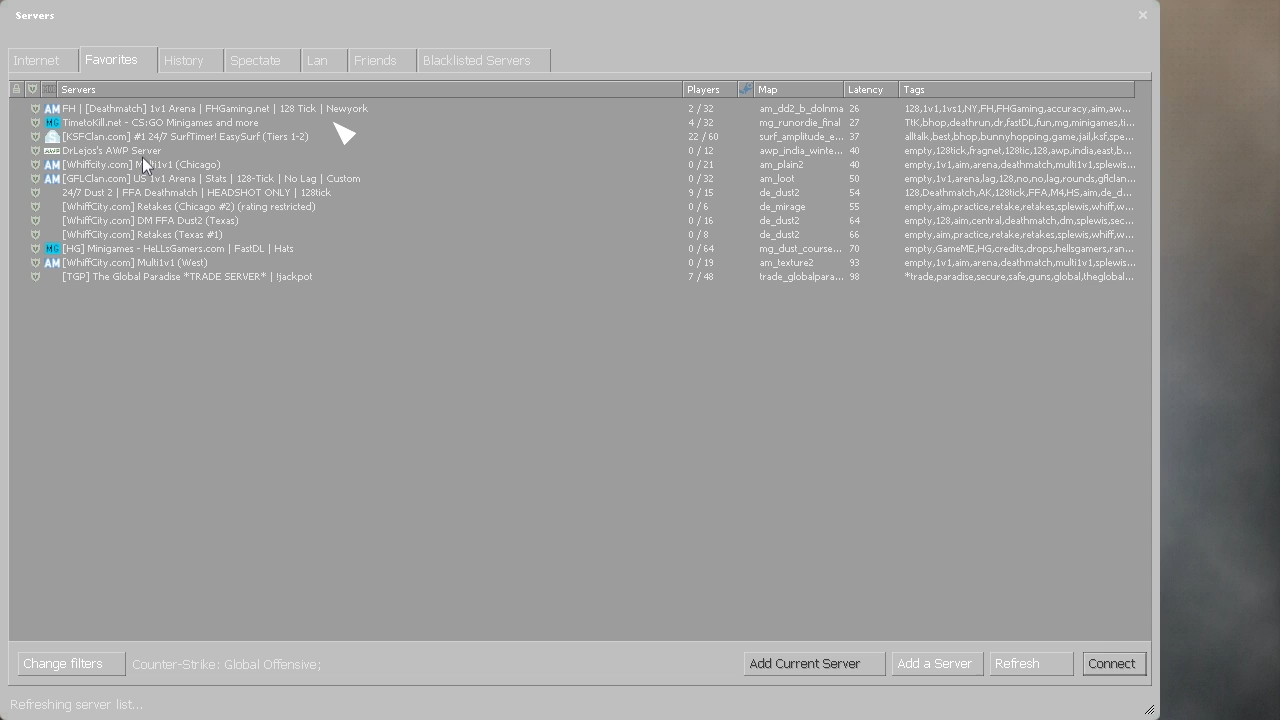 Servers
Internet Favorites History Spectate Lan Friends Blacklisted Servers
Servers Players Map Latency Tags
AM FH | [Deathmatch] 1v1 Arena | FHGaming.net | 128 Tick | Newyork 2 / 32 am_dd2_b_dolnma 26 128,1v1,1vs1,NY,FH,FHGaming,accuracy,aim,aw...
MG TimetoKill.net - CS:GO Minigames and more 4 / 32 mg_runordie_final 27 TtK,bhop,deathrun,dr,fastDL,fun,mg,minigames,ti...
[KSFClan.com] #1 24/7 SurfTimer! EasySurf (Tiers 1-2) 22 / 60 surf_amplitude_e... 37 alltalk,best,bhop,bunnyhopping,game,jail,ksf,spe...
DrLejos's AWP Server 0 / 12 awp_india_winte... 40 empty,128tick,fragnet,128tic,128,awp,india,east,b...
AM [Whiffcity.com] Multi1v1 (Chicago) 0 / 21 am_plain2 40 empty,1v1,aim,arena,deathmatch,multi1v1,splewis...
AM [GFLClan.com] US 1v1 Arena | Stats | 128-Tick | No Lag | Custom 0 / 32 am_loot 50 empty,1v1,arena,lag,128,no,no,lag,rounds,gflclan...
24/7 Dust 2 | FFA Deathmatch | HEADSHOT ONLY | 128tick 9 / 15 de_dust2 54 128,Deathmatch,AK,128tick,FFA,M4,HS,aim,de_d...
[WhiffCity.com] Retakes (Chicago #2) (rating restricted) 0 / 6 de_mirage 55 empty,aim,practice,retake,retakes,splewis,whiff,w...
[WhiffCity.com] DM FFA Dust2 (Texas) 0 / 16 de_dust2 64 empty,128,aim,central,deathmatch,dm,splewis,sec...
[WhiffCity.com] Retakes (Texas #1) 0 / 8 de_dust2 66 empty,aim,practice,retake,retakes,splewis,whiff,w...
MG [HG] Minigames - HeLLsGamers.com | FastDL | Hats 0 / 64 mg_dust_course... 70 empty,GameME,HG,credits,drops,hellsgamers,ran...
AM [WhiffCity.com] Multi1v1 (West) 0 / 19 am_texture2 93 empty,1v1,aim,arena,deathmatch,multi1v1,splewis...
[TGP] The Global Paradise *TRADE SERVER* | !jackpot 7 / 48 trade_globalpara... 98 *trade,paradise,secure,safe,guns,global,theglobal...
Change filters Counter-Strike: Global Offensive; Add Current Server Add a Server Refresh Connect
Refreshing server list...